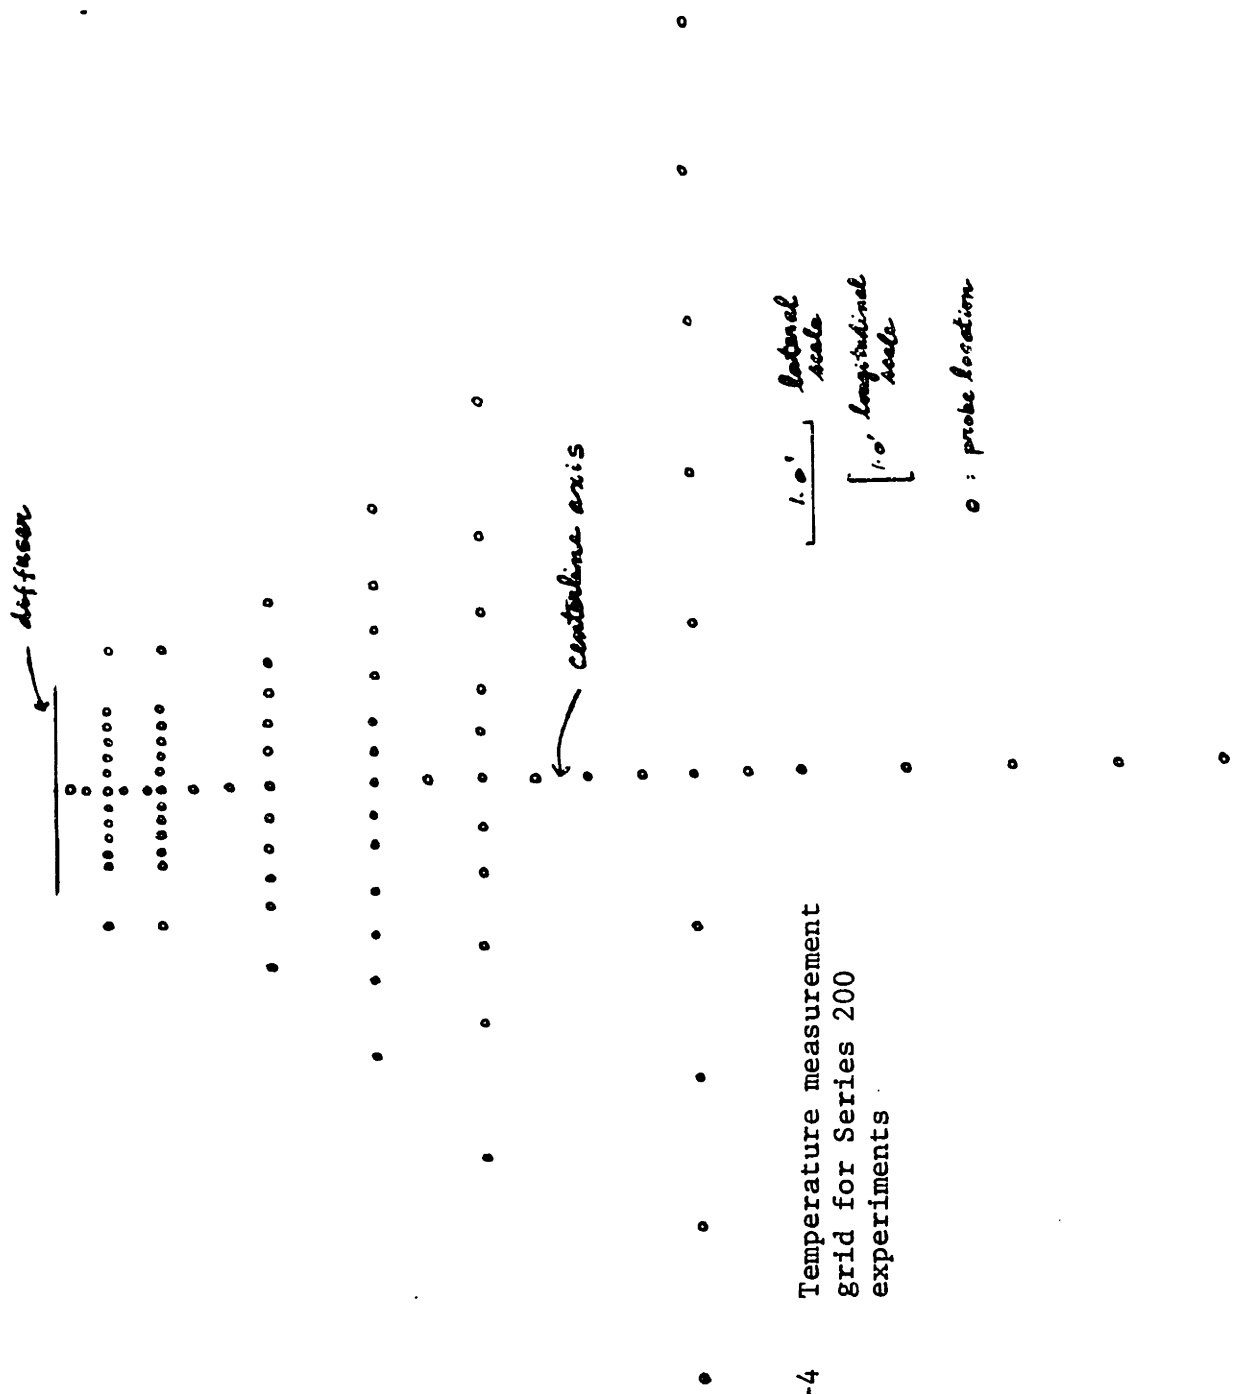 diffuser
centerline axis
1.0' lateral
scale
1.0' longitudinal
scale
o : probe location
-4 Temperature measurement
grid for Series 200
experiments